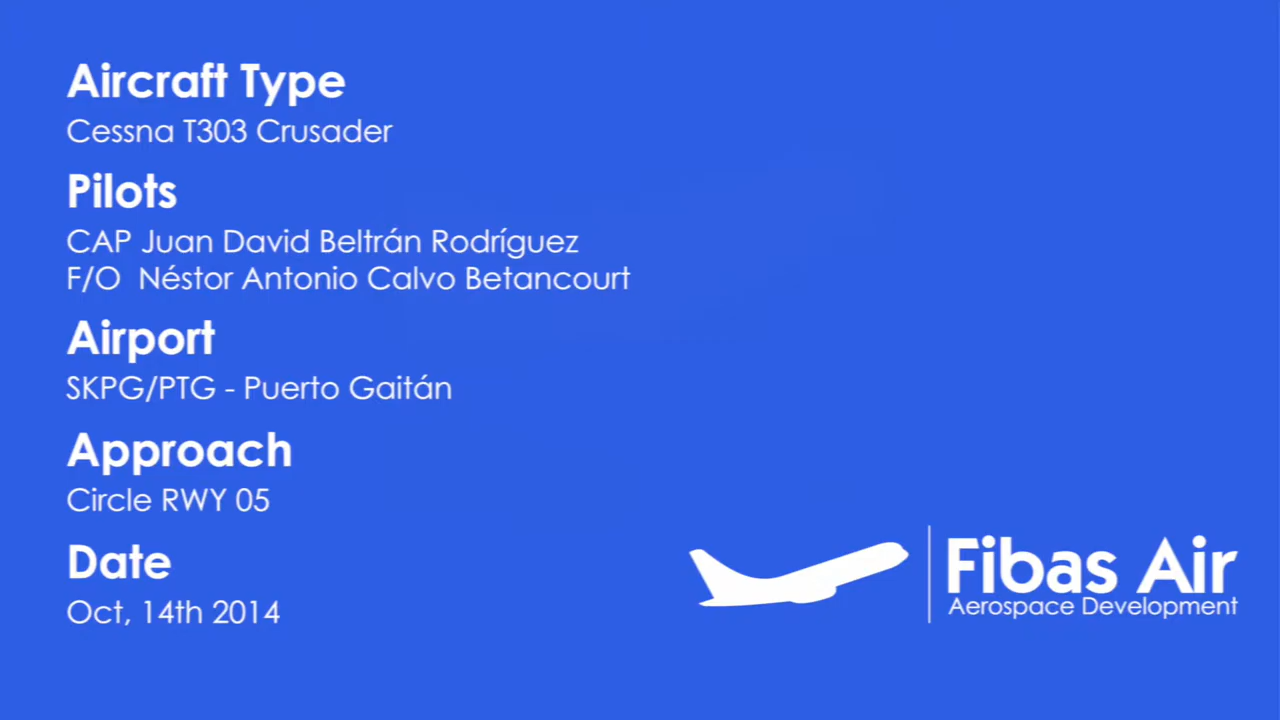 Aircraft Type
Cessna T303 Crusader
Pilots
CAP Juan David Beltrán Rodríguez
F/O  Néstor Antonio Calvo Betancourt
Airport
SKPG/PTG - Puerto Gaitán
Approach
Circle RWY 05
Date
Oct, 14th 2014
Fibas Air
Aerospace Development